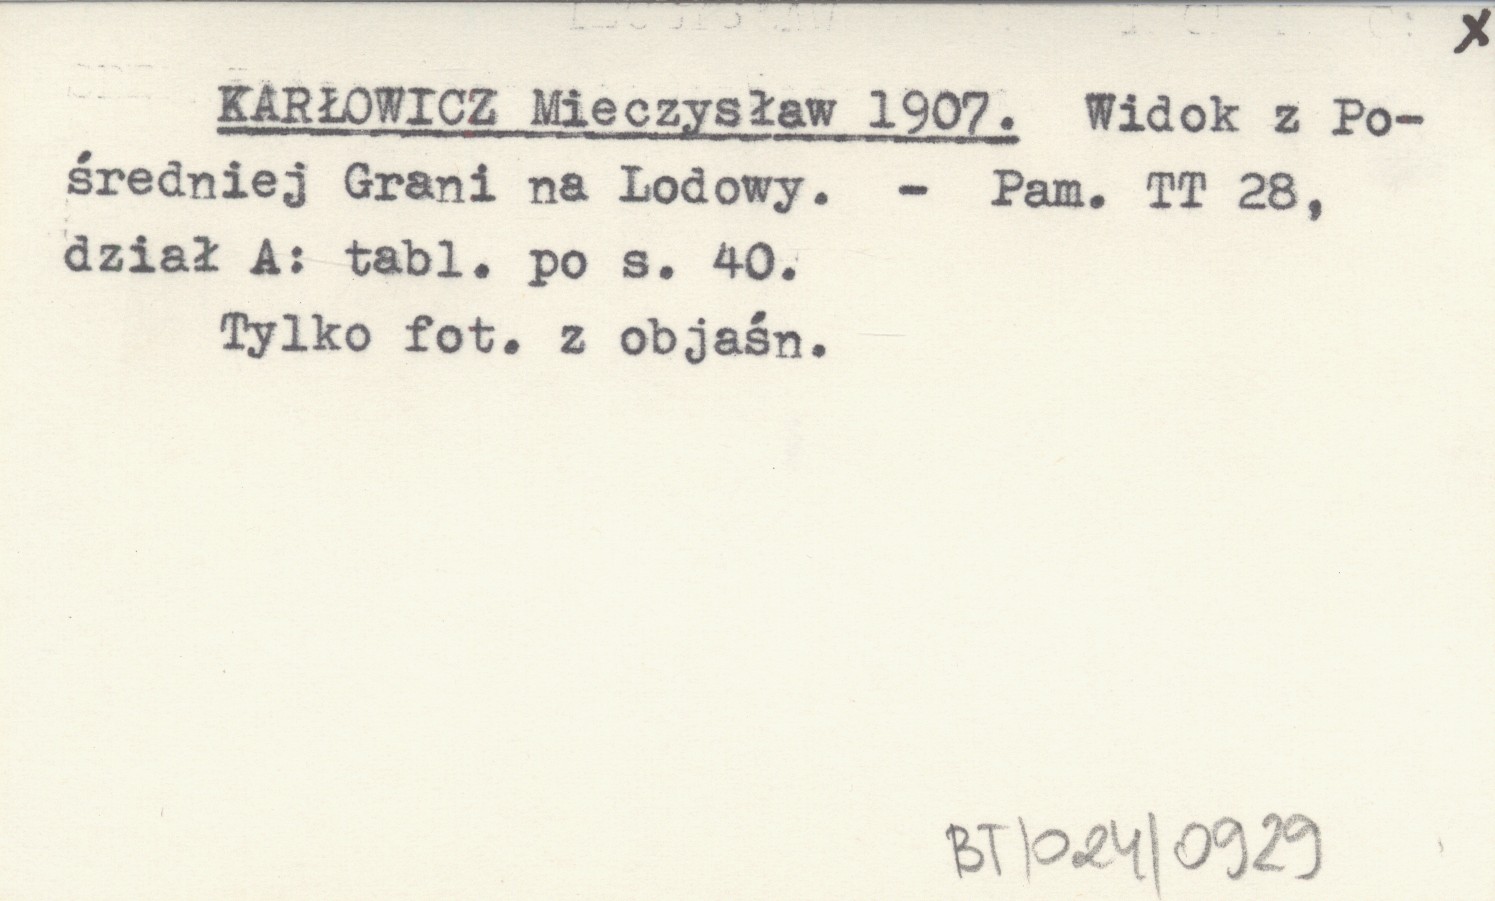 x
KARŁOWICZ Mieczysław 1907. Widok z Po-
średniej Grani na Lodowy. - Pam. TT 28,
dział A: tabl. po s. 40.
Tylko fot. z objaśn.
BT/024/0929